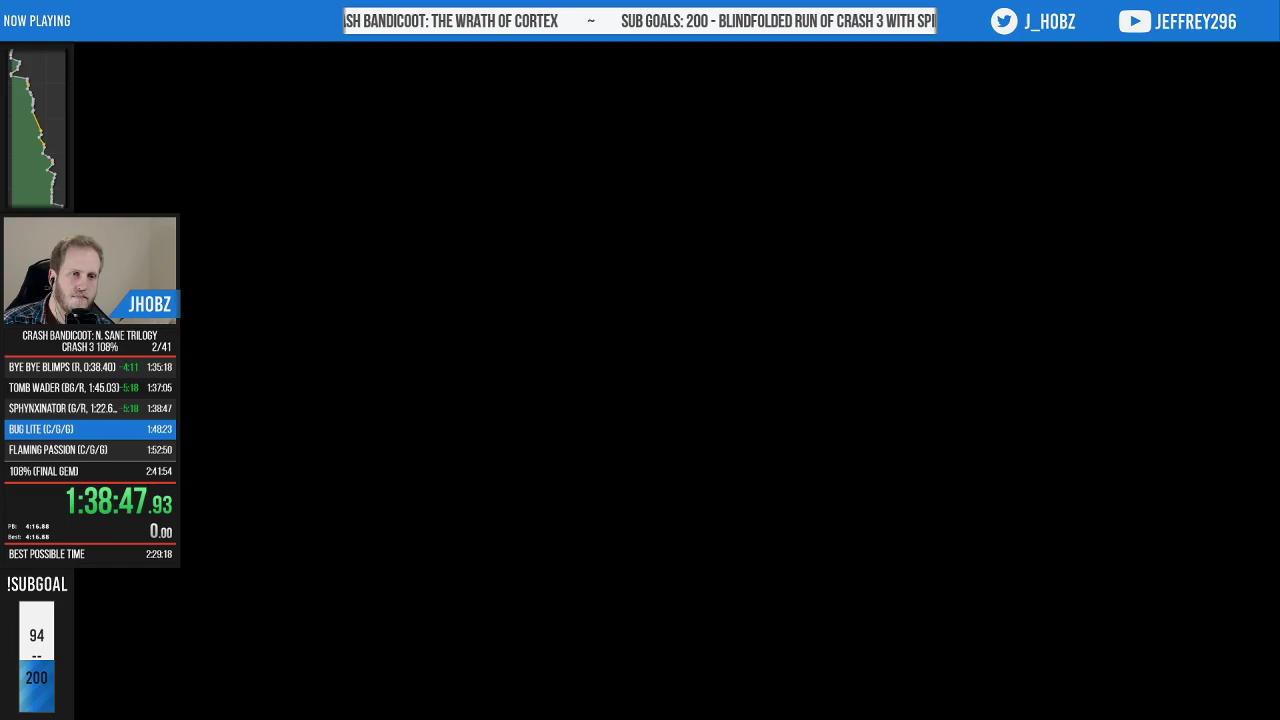 NOW PLAYING
ASH BANDICOOT: THE WRATH OF CORTEX ~ SUB GOALS: 200 - BLINDFOLDED RUN OF CRASH 3 WITH SPI
J_HOBZ
JEFFREY296
JHOBZ
CRASH BANDICOOT: N. SANE TRILOGY
CRASH 3 108% 2/41
BYE BYE BLIMPS (R, 0:38.40) -4:11 1:35:18
TOMB WADER (BG/R, 1:45.03) -5:18 1:37:05
SPHYNXINATOR (G/R, 1:22.6... -5:18 1:38:47
BUG LITE (C/G/G) 1:48:23
FLAMING PASSION (C/G/G) 1:52:50
108% (FINAL GEM) 2:41:54
1:38:47.93
PB: 4:16.88
0.00
Best: 4:16.88
BEST POSSIBLE TIME 2:29:18
!SUBGOAL
94
--
200